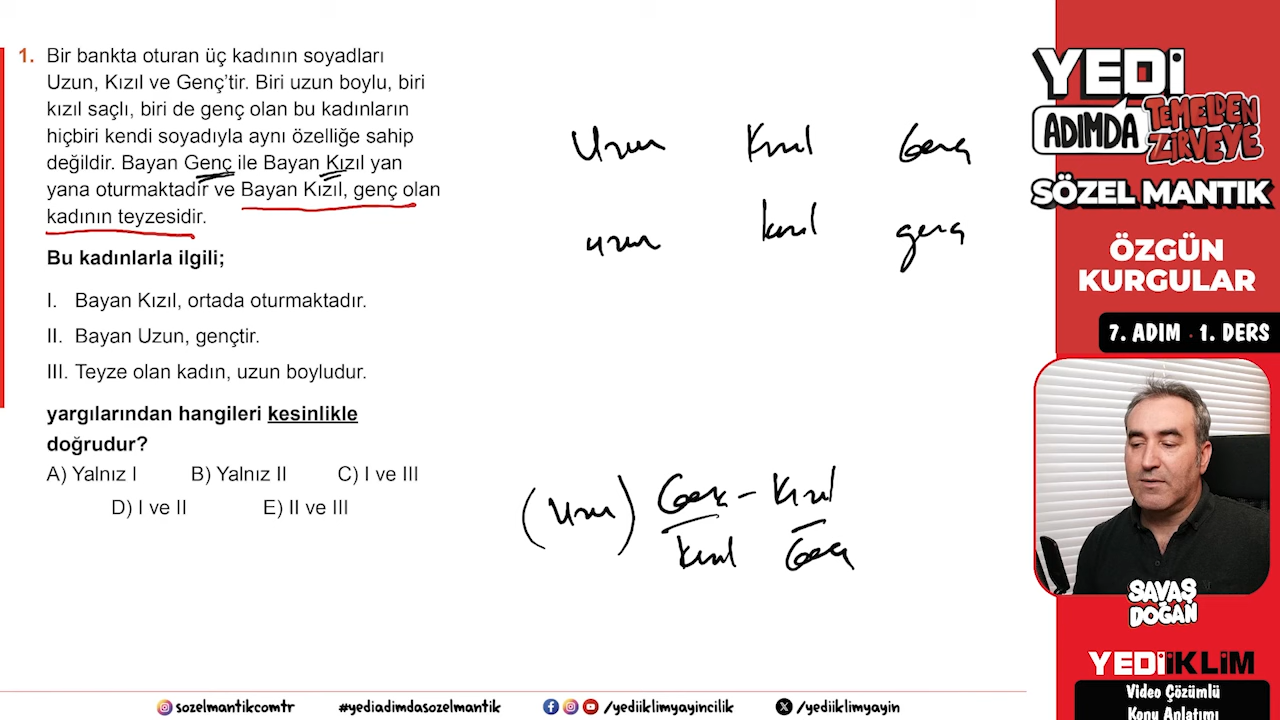 1. Bir bankta oturan üç kadının soyadları
Uzun, Kızıl ve Genç’tir. Biri uzun boylu, biri
kızıl saçlı, biri de genç olan bu kadınların
hiçbiri kendi soyadıyla aynı özelliğe sahip
değildir. Bayan Genç ile Bayan Kızıl yan
yana oturmaktadır ve Bayan Kızıl, genç olan
kadının teyzesidir.
Bu kadınlarla ilgili;
I. Bayan Kızıl, ortada oturmaktadır.
II. Bayan Uzun, gençtir.
III. Teyze olan kadın, uzun boyludur.
yargılarından hangileri kesinlikle
doğrudur?
A) Yalnız I B) Yalnız II C) I ve III
D) I ve II E) II ve III
Uzun Kızıl Genç
uzun kızıl genç
(Uzun) Genç – Kızıl
Kızıl Genç
YEDİ
ADIMDA
TEMELDEN
ZİRVEYE
SÖZEL MANTIK
ÖZGÜN
KURGULAR
7. ADIM · 1. DERS
SAVAŞ
DOĞAN
YEDİİKLİM
Video Çözümlü
Konu Anlatımı
sozelmantikcomtr #yediadimdasozelmantik /yediiklimyayincilik /yediiklimyayin